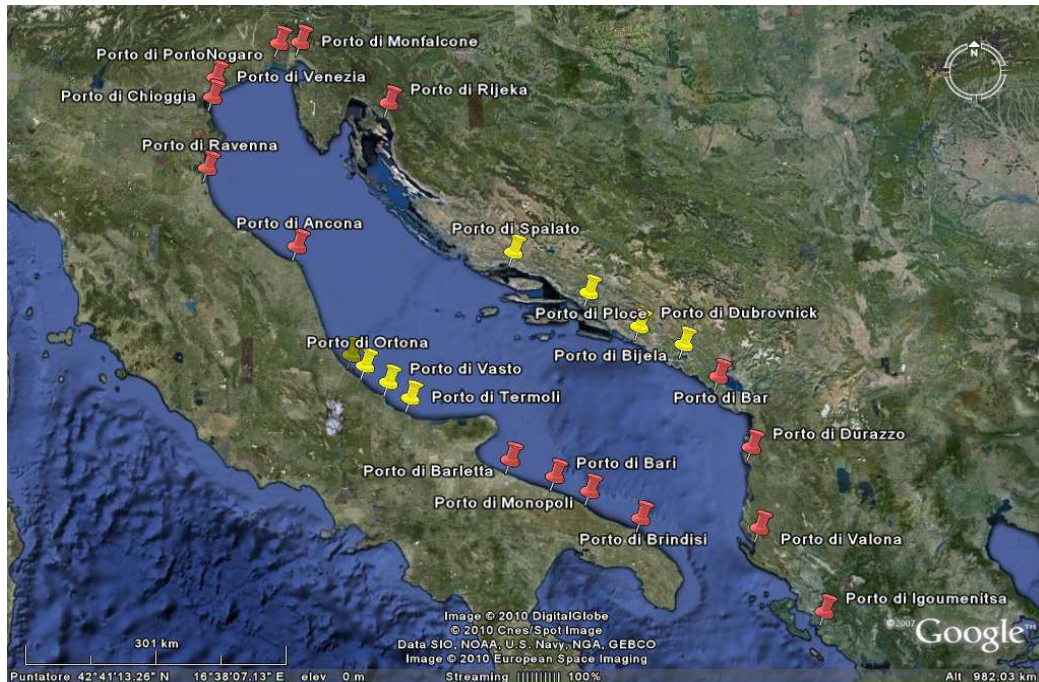 Porto di Monfalcone
Porto di PortoNogaro
N
Porto di Venezia
Porto di Chioggia
Porto di Rijeka
Porto di Ravenna
Porto di Ancona
Porto di Spalato
Porto di Ploce
Porto di Dubrovnick
Porto di Ortona
Porto di Bijela
Porto di Vasto
Porto di Termoli
Porto di Bar
Porto di Durazzo
Porto di Barletta
Porto di Bari
Porto di Monopoli
Porto di Brindisi
Porto di Valona
Porto di Igoumenitsa
Image © 2010 DigitalGlobe
© 2010 Cnes/Spot Image
Data SIO, NOAA, U.S. Navy, NGA, GEBCO
Image © 2010 European Space Imaging
©2007 Google™
301 km
Puntatore 42°41'13.26" N 16°38'07.13" E elev 0 m Streaming |||||||||| 100% Alt 982.03 km